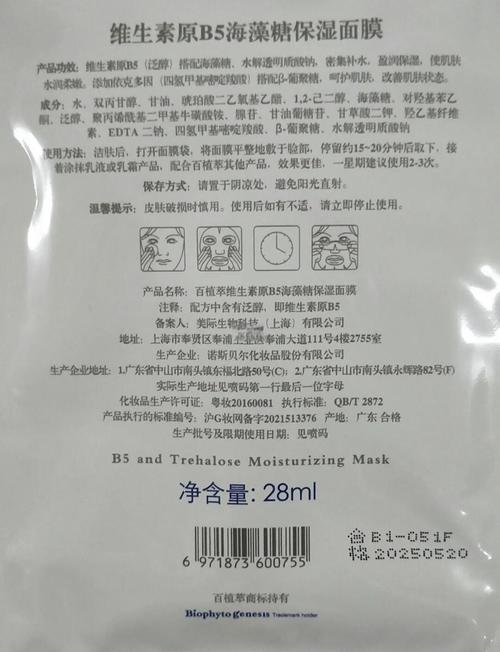 维生素原B5海藻糖保湿面膜
产品功效：维生素原B5（泛醇）搭配海藻糖、水解透明质酸钠，密集补水，盈润保湿，使肌肤
水润柔嫩。添加依克多因（四氢甲基嘧啶羧酸）搭配β-葡聚糖，呵护肌肤，改善肌肤状态。
成分：水、双丙甘醇、甘油、琥珀酸二乙氧基乙酯、1,2-己二醇、海藻糖、对羟基苯乙
酮、泛醇、聚丙烯酰基二甲基牛磺酸铵、腺苷、甘油葡糖苷、甘草酸二钾、羟乙基纤维
素、EDTA 二钠、四氢甲基嘧啶羧酸、β-葡聚糖、水解透明质酸钠
使用方法：洁肤后，打开面膜袋，将面膜平整地敷于脸部，停留约15~20分钟后取下，接
着涂抹乳液或乳霜产品，配合百植萃其他产品，效果更佳，一星期建议使用2-3次。
保存方式：请置于阴凉处，避免阳光直射。
温馨提示：皮肤破损时慎用。使用后如有不适，请立即停止使用。
产品名称：百植萃维生素原B5海藻糖保湿面膜
注释：配方中含有泛醇，即维生素原B5
备案人：美际生物科技（上海）有限公司
地址：上海市奉贤区奉浦大道111号4楼2755室
生产企业：诺斯贝尔化妆品股份有限公司
生产企业地址：1.广东省中山市南头镇东福北路50号(C)；2.广东省中山市南头镇永辉路82号(F)
实际生产地址见喷码第一行最后一位字母
化妆品生产许可证：粤妆20160081 执行标准：QB/T 2872
产品执行的标准编号：沪G妆网备字2021513376 产地：广东 合格
生产批号及限期使用日期：见喷码
B5 and Trehalose Moisturizing Mask
净含量: 28ml
6 971873 600755
B1-051F
20250520
百植萃商标持有
Biophyto genesis Trademark holder